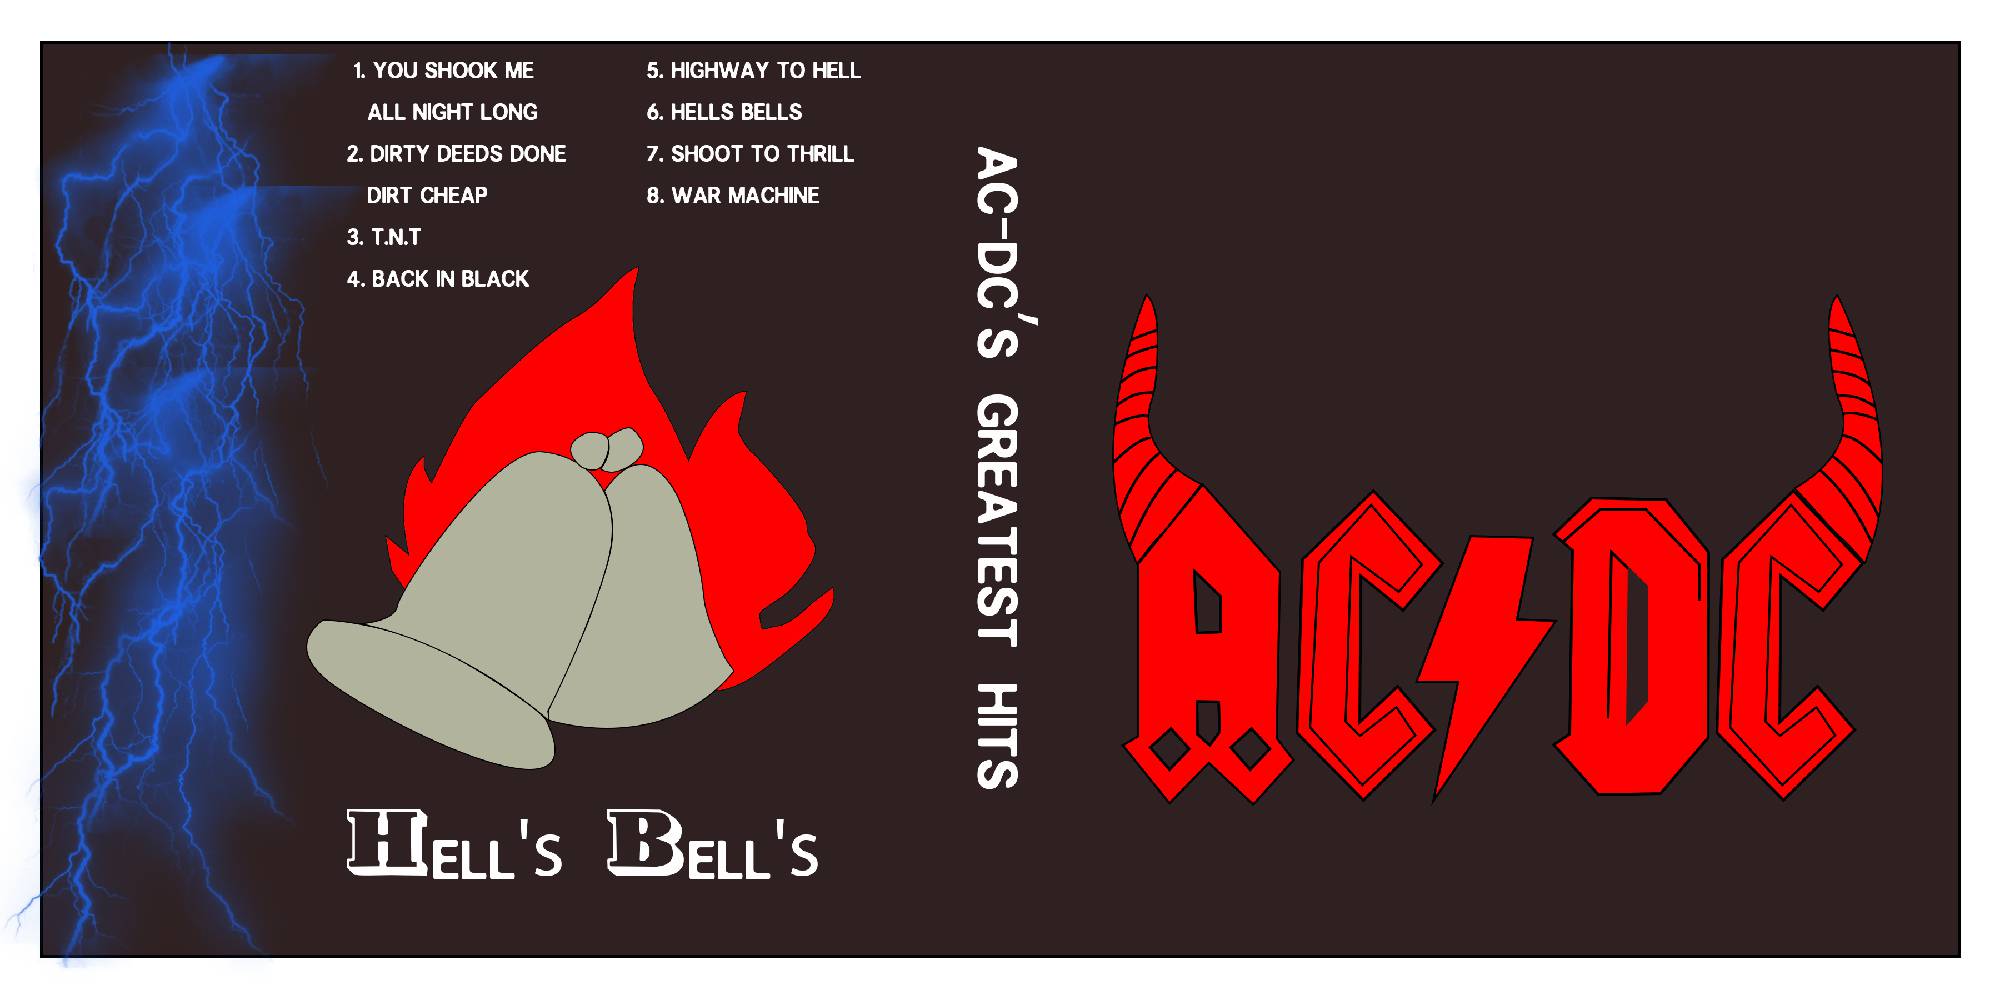 1. YOU SHOOK ME
ALL NIGHT LONG
2. DIRTY DEEDS DONE
DIRT CHEAP
3. T.N.T
4. BACK IN BLACK
5. HIGHWAY TO HELL
6. HELLS BELLS
7. SHOOT TO THRILL
8. WAR MACHINE
HELL'S BELL'S
AC-DC'S GREATEST HITS
AC DC